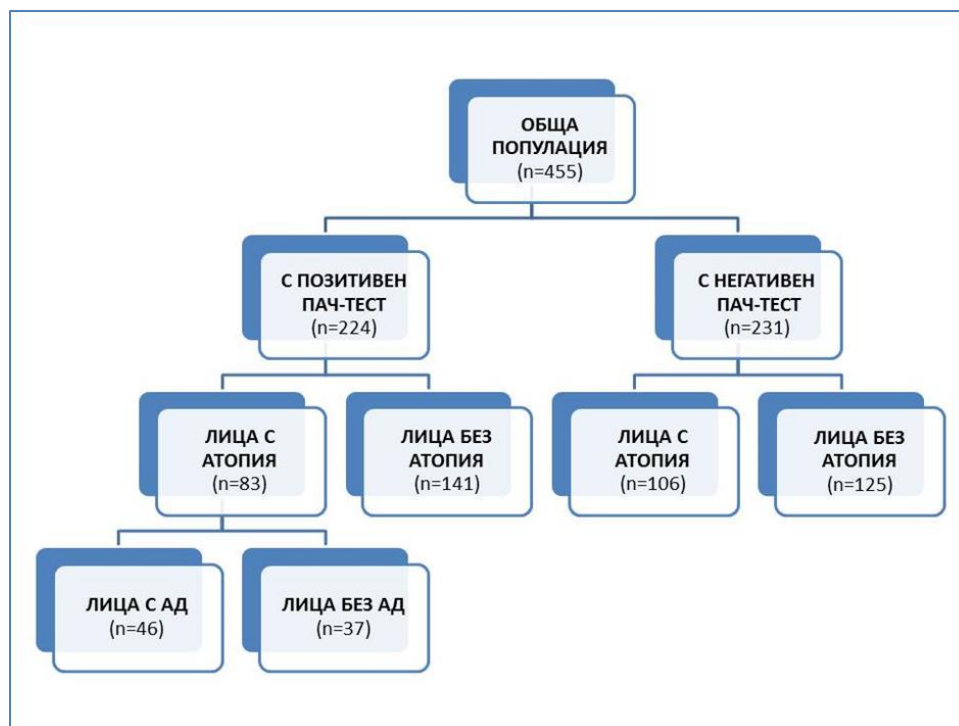 ОБЩА
ПОПУЛАЦИЯ
(n=455)
С ПОЗИТИВЕН
ПАЧ-ТЕСТ
(n=224)
С НЕГАТИВЕН
ПАЧ-ТЕСТ
(n=231)
ЛИЦА С
АТОПИЯ
(n=83)
ЛИЦА БЕЗ
АТОПИЯ
(n=141)
ЛИЦА С
АТОПИЯ
(n=106)
ЛИЦА БЕЗ
АТОПИЯ
(n=125)
ЛИЦА С АД
(n=46)
ЛИЦА БЕЗ АД
(n=37)